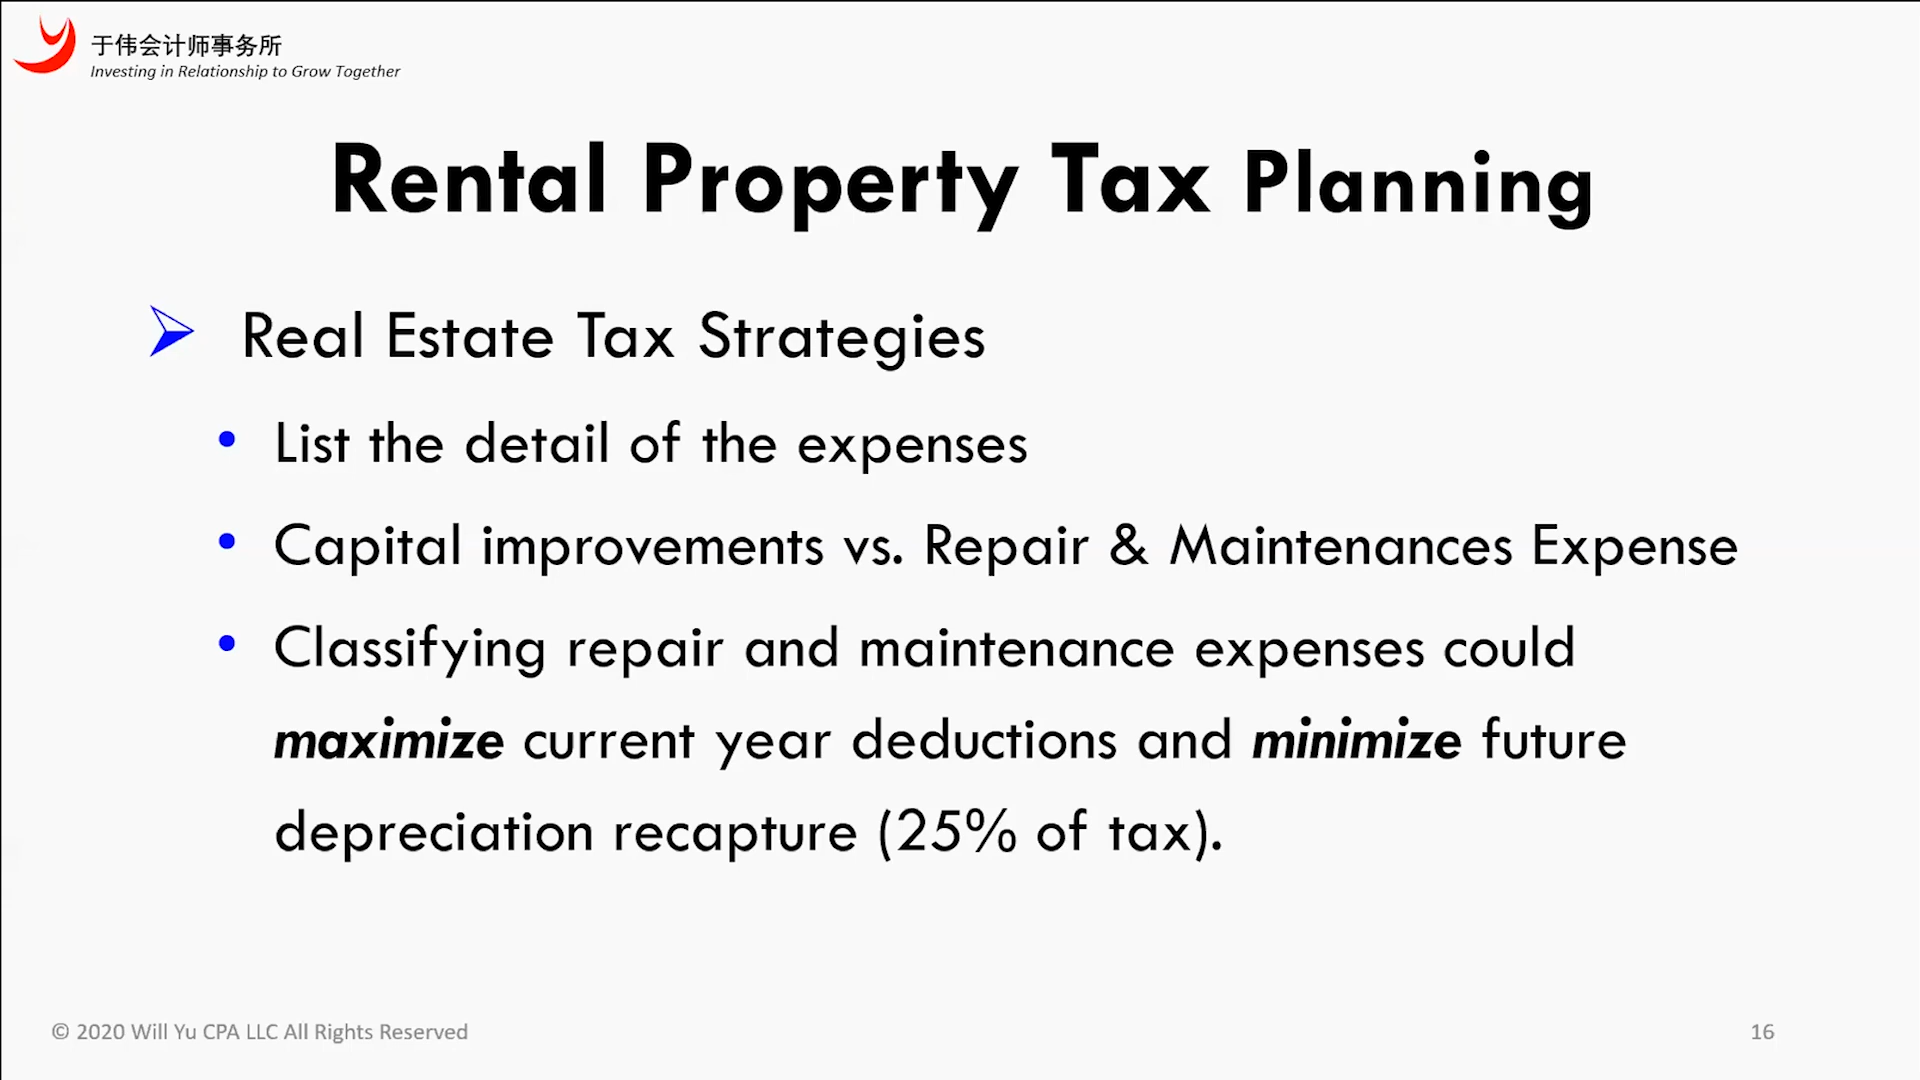 于伟会计师事务所
Investing in Relationship to Grow Together
Rental Property Tax Planning
Real Estate Tax Strategies
• List the detail of the expenses
• Capital improvements vs. Repair & Maintenances Expense
• Classifying repair and maintenance expenses could
maximize current year deductions and minimize future
depreciation recapture (25% of tax).
© 2020 Will Yu CPA LLC All Rights Reserved
16